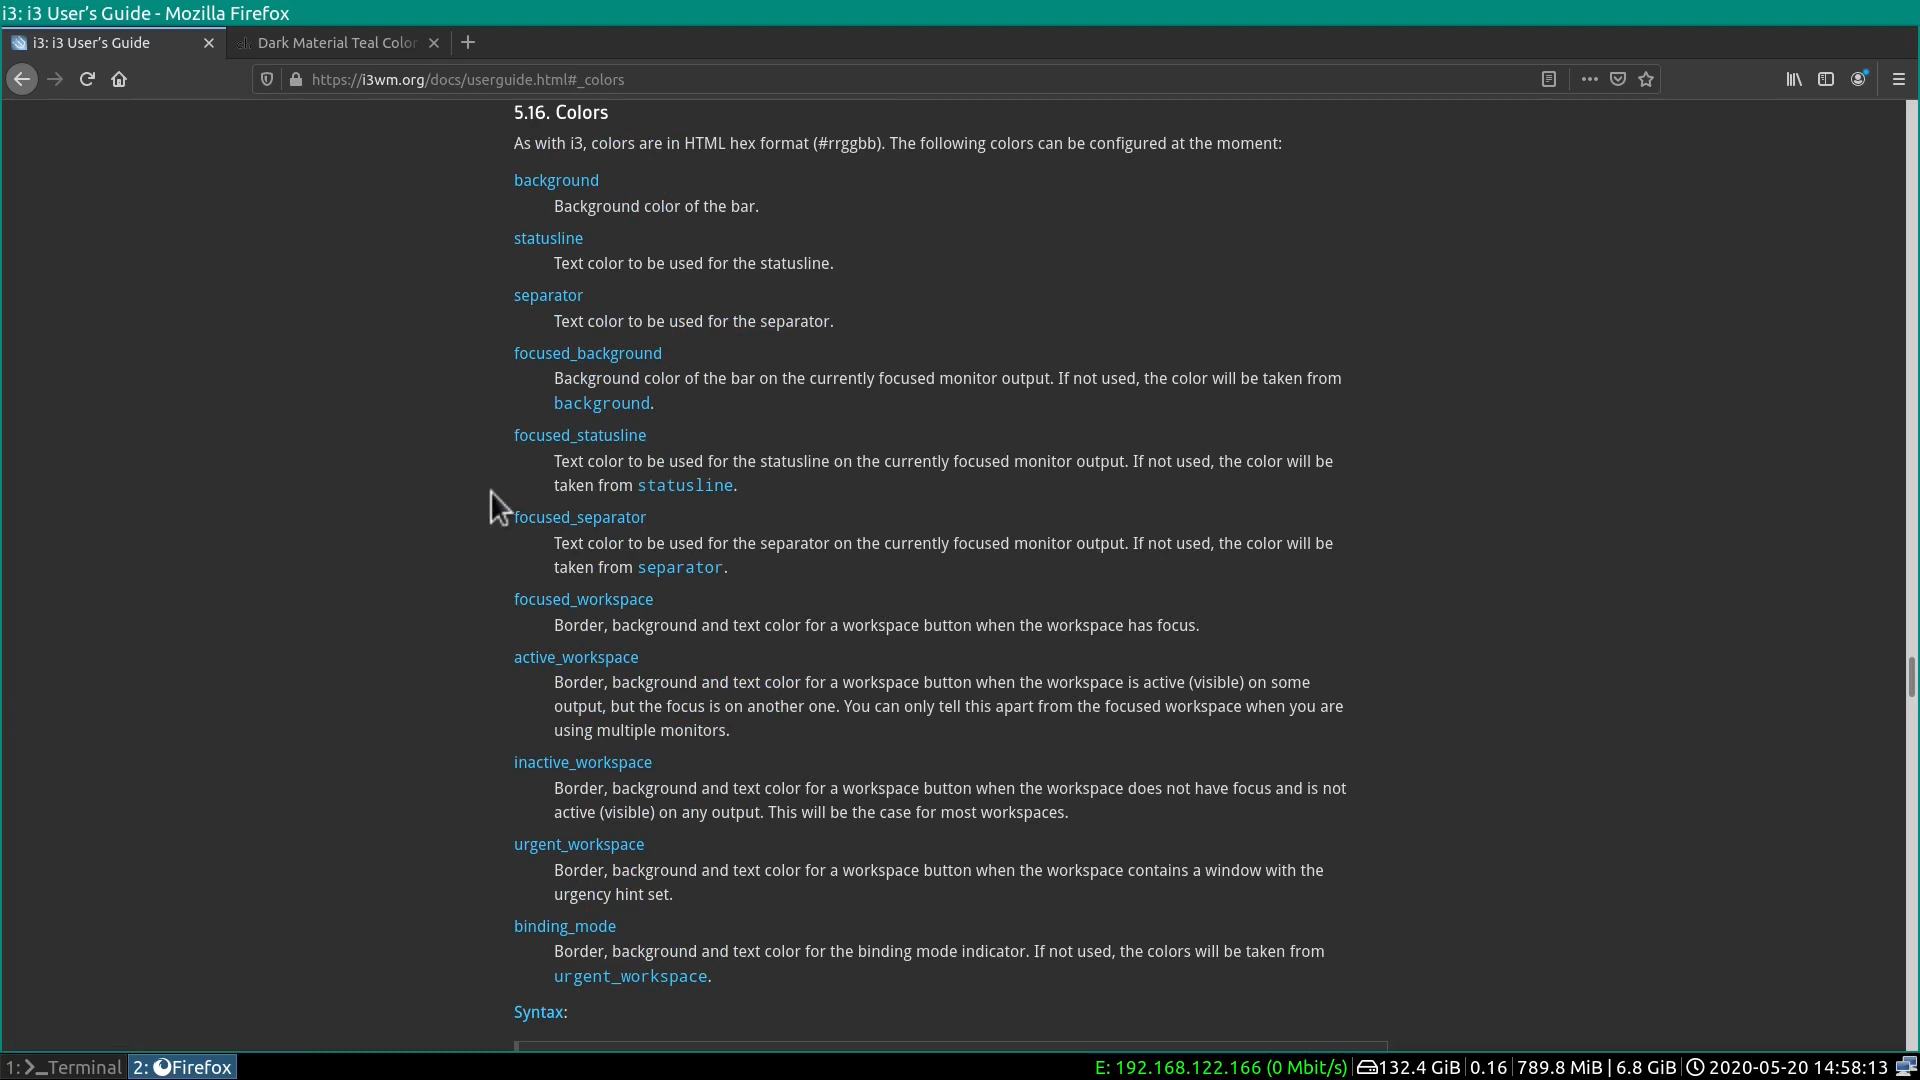 i3: i3 User’s Guide - Mozilla Firefox
i3: i3 User’s Guide
Dark Material Teal Color
https://i3wm.org/docs/userguide.html#_colors
5.16. Colors
As with i3, colors are in HTML hex format (#rrggbb). The following colors can be configured at the moment:
background
Background color of the bar.
statusline
Text color to be used for the statusline.
separator
Text color to be used for the separator.
focused_background
Background color of the bar on the currently focused monitor output. If not used, the color will be taken from
background.
focused_statusline
Text color to be used for the statusline on the currently focused monitor output. If not used, the color will be
taken from statusline.
focused_separator
Text color to be used for the separator on the currently focused monitor output. If not used, the color will be
taken from separator.
focused_workspace
Border, background and text color for a workspace button when the workspace has focus.
active_workspace
Border, background and text color for a workspace button when the workspace is active (visible) on some
output, but the focus is on another one. You can only tell this apart from the focused workspace when you are
using multiple monitors.
inactive_workspace
Border, background and text color for a workspace button when the workspace does not have focus and is not
active (visible) on any output. This will be the case for most workspaces.
urgent_workspace
Border, background and text color for a workspace button when the workspace contains a window with the
urgency hint set.
binding_mode
Border, background and text color for the binding mode indicator. If not used, the colors will be taken from
urgent_workspace.
Syntax:
1: Terminal 2: Firefox E: 192.168.122.166 (0 Mbit/s) 132.4 GiB 0.16 789.8 MiB | 6.8 GiB 2020-05-20 14:58:13